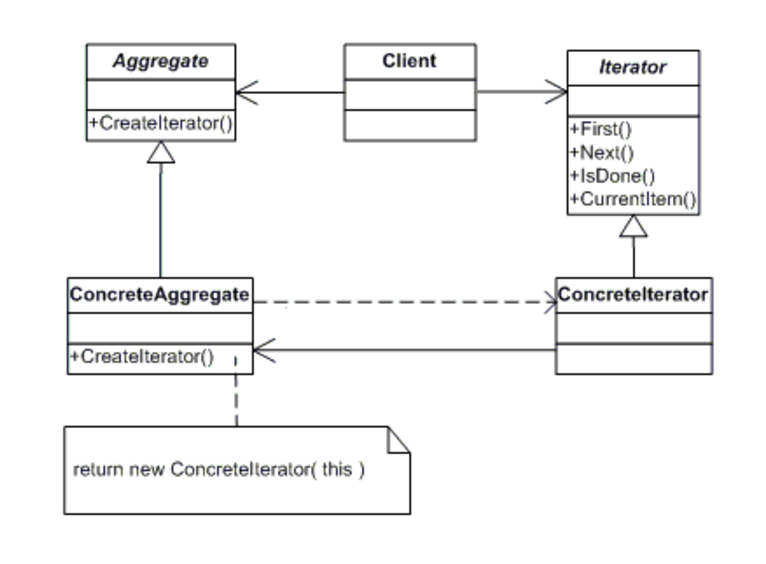 Aggregate
+CreateIterator()
Client
Iterator
+First()
+Next()
+IsDone()
+CurrentItem()
ConcreteAggregate
+CreateIterator()
ConcreteIterator
return new ConcreteIterator( this )